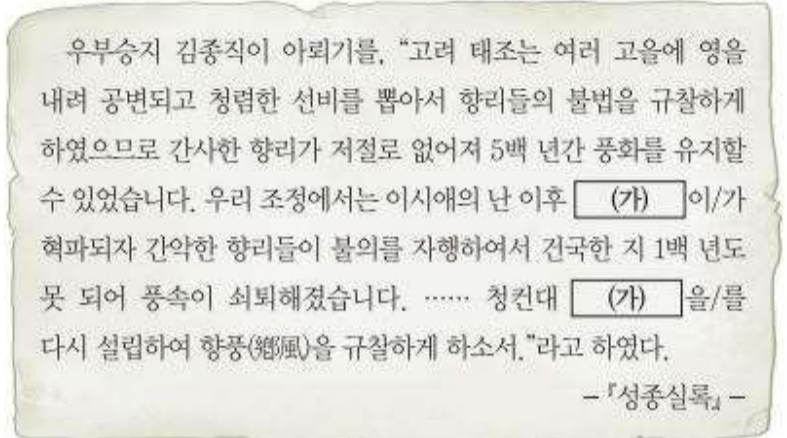 우부승지 김종직이 아뢰기를, “고려 태조는 여러 고을에 영을
내려 공변되고 청렴한 선비를 뽑아서 향리들의 불법을 규찰하게
하였으므로 간사한 향리가 저절로 없어져 5백 년간 풍화를 유지할
수 있었습니다. 우리 조정에서는 이시애의 난 이후 (가) 이/가
혁파되자 간악한 향리들이 불의를 자행하여서 건국한 지 1백 년도
못 되어 풍속이 쇠퇴해졌습니다. …… 청컨대 (가) 을/를
다시 설립하여 향풍(鄕風)을 규찰하게 하소서.”라고 하였다.
– 『성종실록』 –